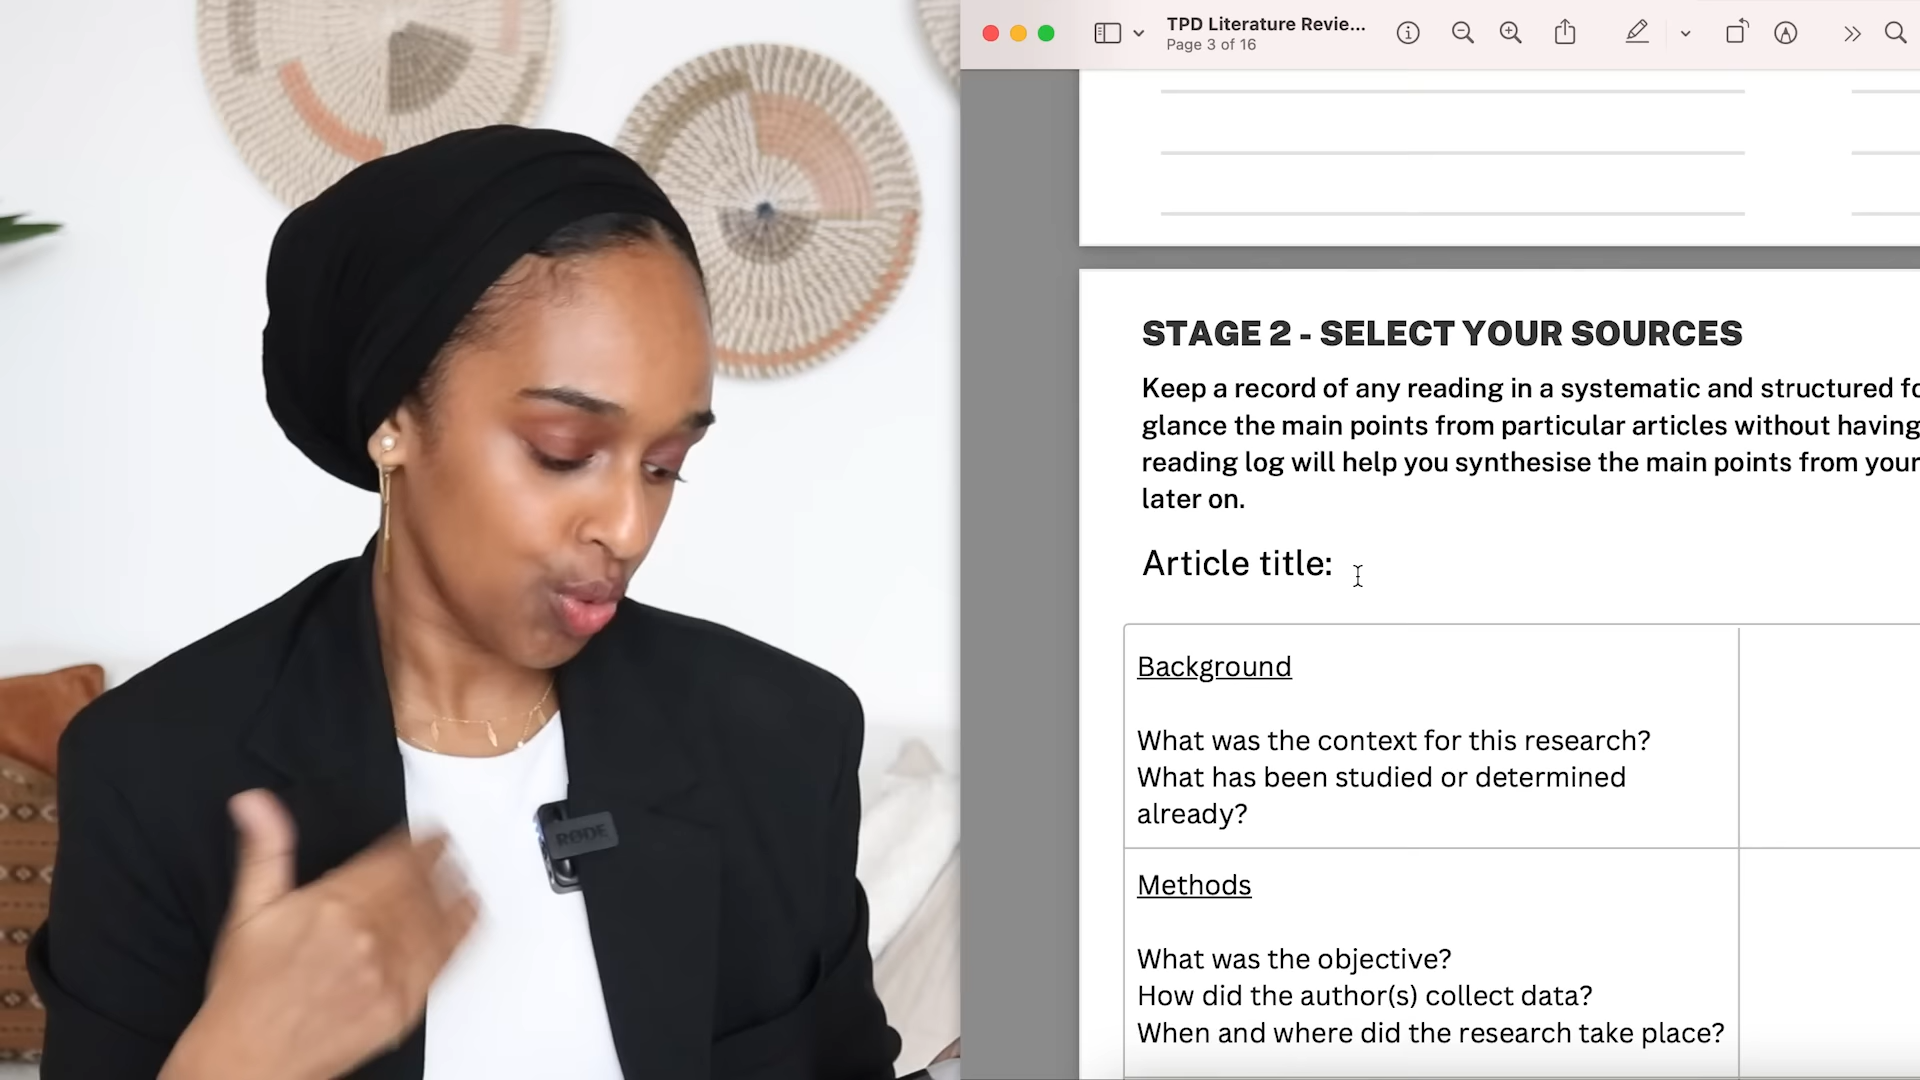 TPD Literature Revie...
Page 3 of 16
STAGE 2 - SELECT YOUR SOURCES
Keep a record of any reading in a systematic and structured fo
glance the main points from particular articles without having
reading log will help you synthesise the main points from your
later on.
Article title:
Background
What was the context for this research?
What has been studied or determined
already?
Methods
What was the objective?
How did the author(s) collect data?
When and where did the research take place?
RØDE